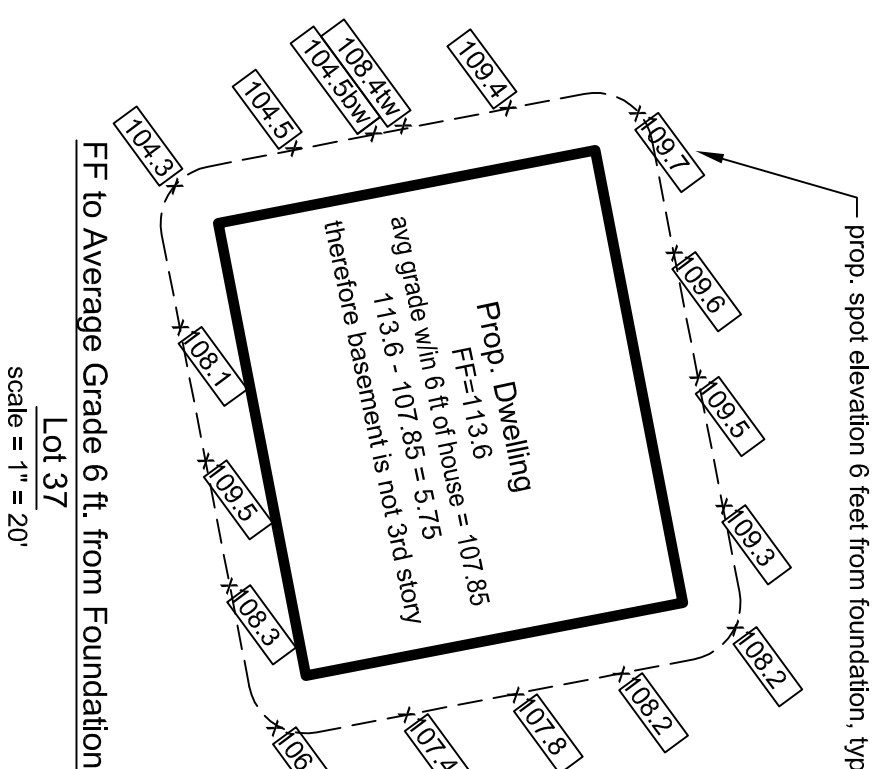 prop. spot elevation 6 feet from foundation, typ
109.7
109.6
109.5
109.3
108.2
109.4
108.4tw
104.5bw
104.5
104.3
Prop. Dwelling
FF=113.6
avg grade w/in 6 ft of house = 107.85
113.6 - 107.85 = 5.75
therefore basement is not 3rd story
108.2
107.8
107.4
106
108.1
109.5
108.3
FF to Average Grade 6 ft. from Foundation
Lot 37
scale = 1" = 20'